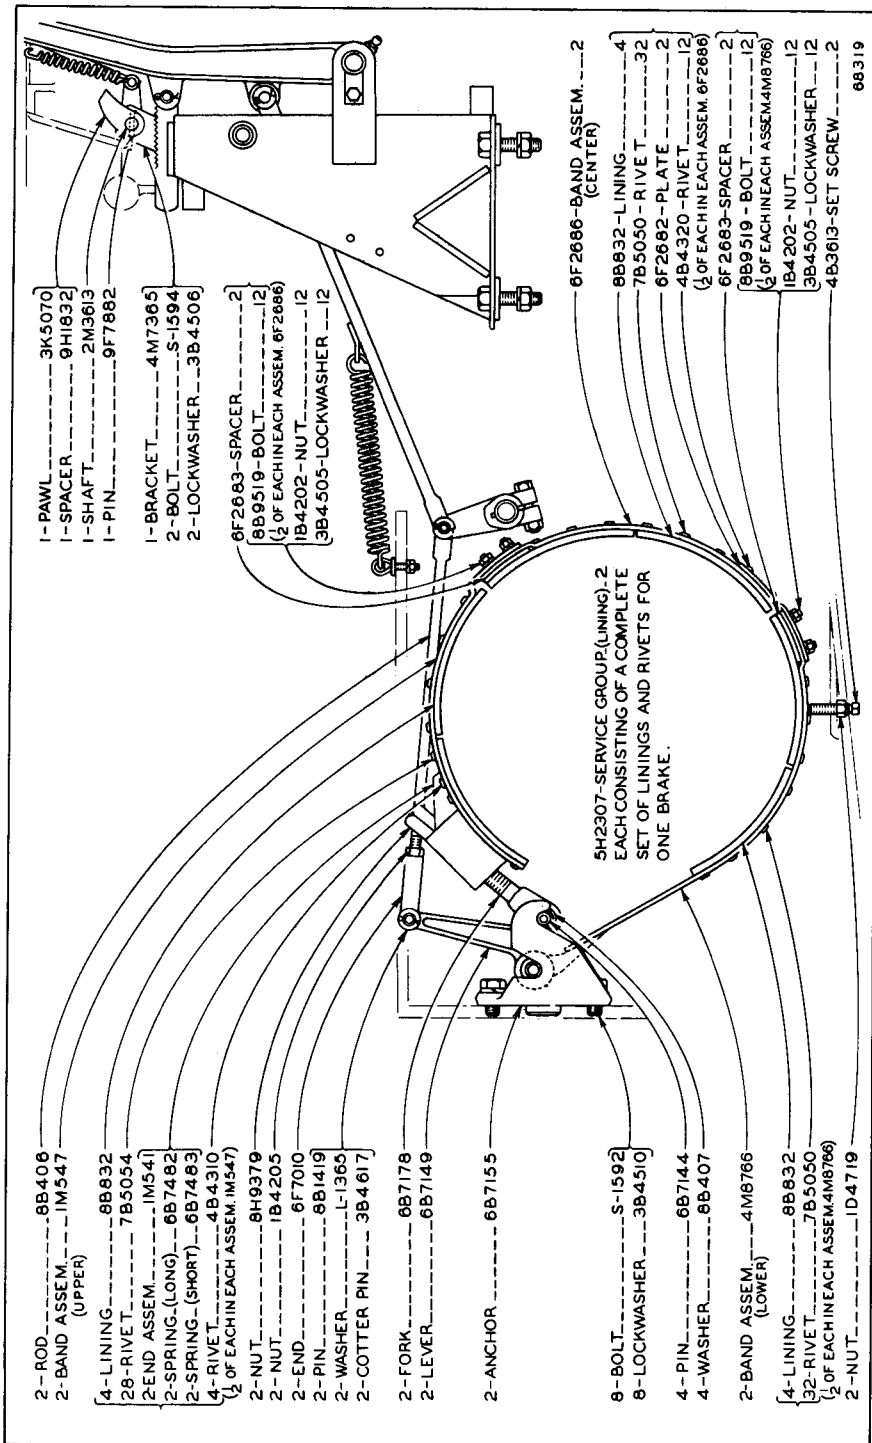 2-ROD 8B408
2-BAND ASSEM. 1M547
(UPPER)
4-LINING 8B832
28-RIVET 7B5054
2-END ASSEM. 1M541
2-SPRING (LONG) 6B7482
2-SPRING (SHORT) 6B7483
4-RIVET 4B4310
(½ OF EACH IN EACH ASSEM. 1M547)
2-NUT 8H9379
2-NUT 1B4205
2-END 6F7010
2-PIN 8B1419
2-WASHER L-1365
2-COTTER PIN 3B4617
2-FORK 6B7178
2-LEVER 6B7149
2-ANCHOR 6B7155
8-BOLT S-1592
8-LOCKWASHER 3B4510
4-PIN 6B7144
4-WASHER 8B407
2-BAND ASSEM. 4M8766
(LOWER)
4-LINING 8B832
32-RIVET 7B5050
(½ OF EACH IN EACH ASSEM. 4M8766)
2-NUT 1D4719
5H2307-SERVICE GROUP (LINING)-2
EACH CONSISTING OF A COMPLETE
SET OF LININGS AND RIVETS FOR
ONE BRAKE.
1-PAWL 3K5070
1-SPACER 9H1832
1-SHAFT 2M3613
1-PIN 9F7882
1-BRACKET 4M7365
2-BOLT S-1594
2-LOCKWASHER 3B4506
6F2683-SPACER 2
8B9519-BOLT 12
(½ OF EACH IN EACH ASSEM. 6F2686)
1B4202-NUT 12
3B4505-LOCKWASHER 12
6F2686-BAND ASSEM. 2
(CENTER)
8B832-LINING 4
7B5050-RIVET 32
6F2682-PLATE 2
4B4320-RIVET 12
(½ OF EACH IN EACH ASSEM. 6F2686)
6F2683-SPACER 2
8B9519-BOLT 12
(½ OF EACH IN EACH ASSEM. 4M8766)
1B4202-NUT 12
3B4505-LOCKWASHER 12
4B3613-SET SCREW 2
68319